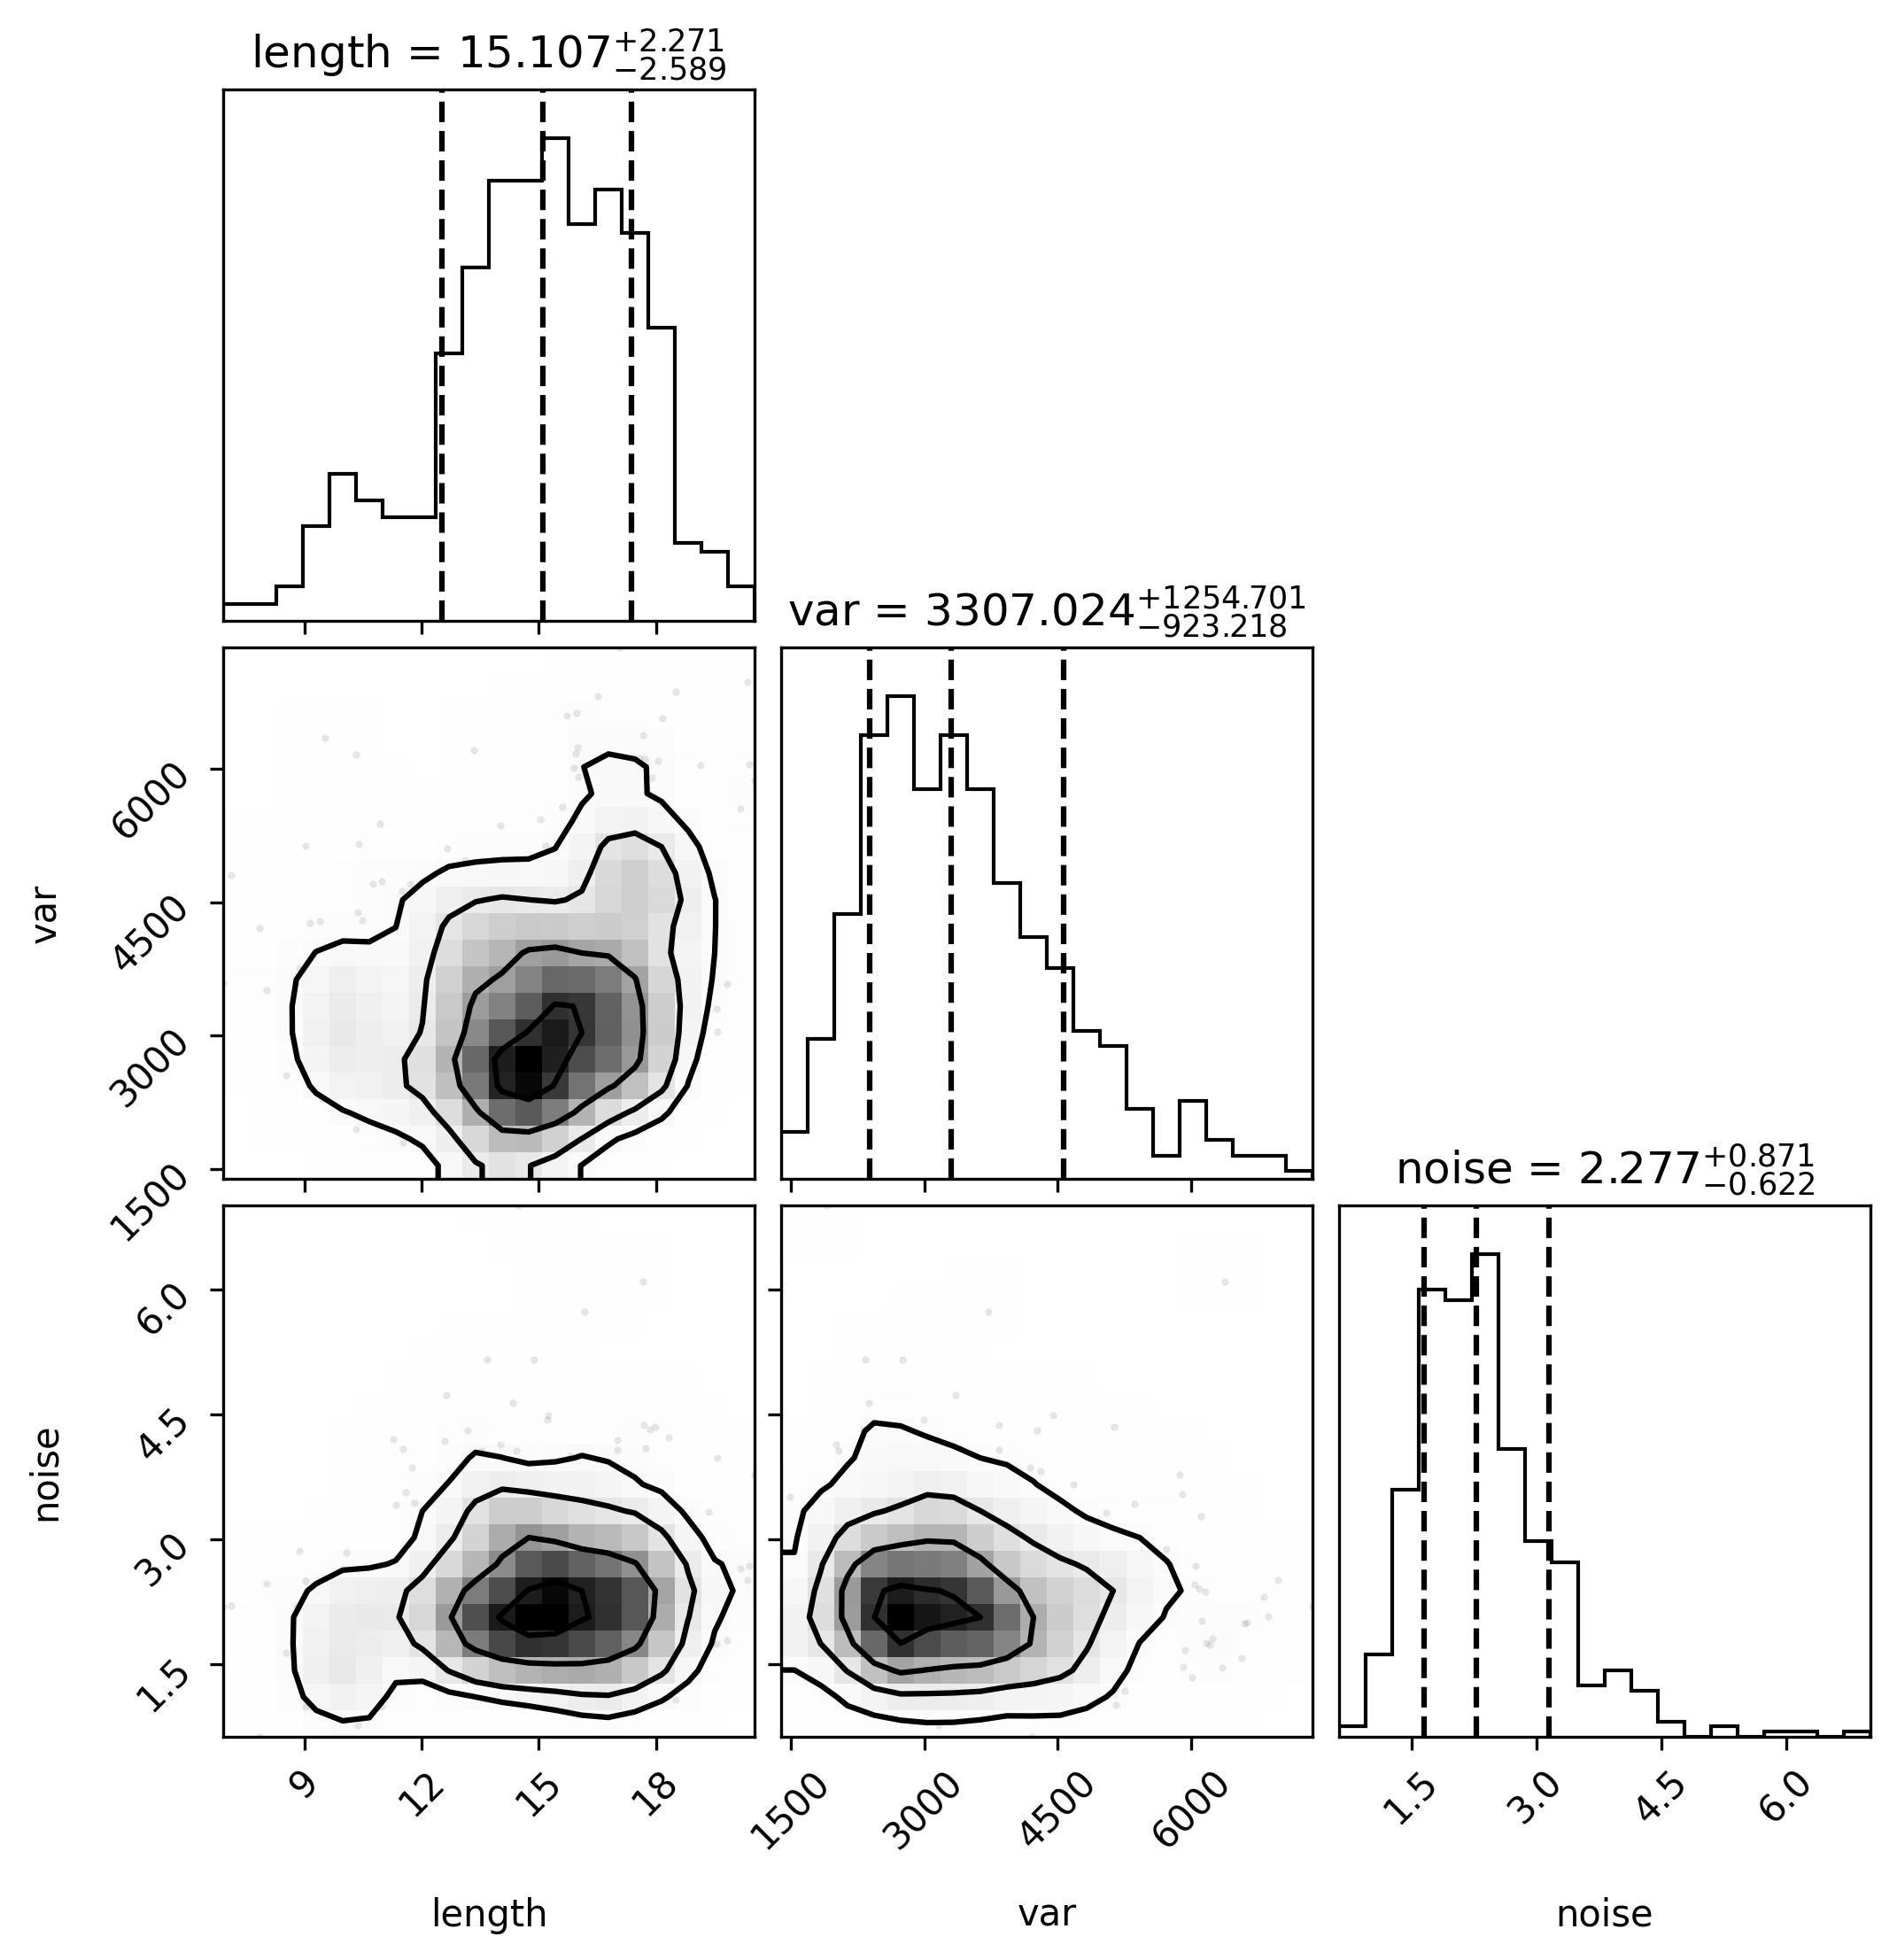 length = 15.107+2.271−2.589
var = 3307.024+1254.701−923.218
6000
4500
3000
1500
var
noise = 2.277+0.871−0.622
6.0
4.5
3.0
1.5
noise
9 12 15 18 1500 3000 4500 6000 1.5 3.0 4.5 6.0
length var noise